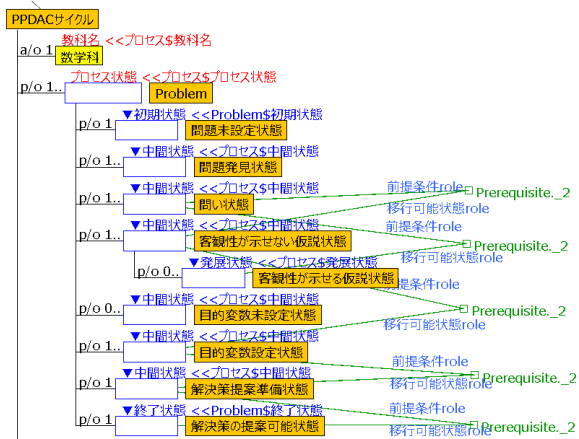 PPDACサイクル
教科名 <<プロセス$教科名
a/o 1 数学科
プロセス状態 <<プロセス$プロセス状態
p/o 1.. Problem
▼初期状態 <<Problem$初期状態
p/o 1 問題未設定状態
▼中間状態 <<プロセス$中間状態
p/o 1.. 問題発見状態
▼中間状態 <<プロセス$中間状態 前提条件role Prerequisite._2
p/o 1.. 問い状態 移行可能状態role
▼中間状態 <<プロセス$中間状態 前提条件role
p/o 1.. 客観性が示せない仮説状態 Prerequisite._2
▼発展状態 <<プロセス$発展状態 移行可能状態role
p/o 0.. 客観性が示せる仮説状態 提条件role
▼中間状態 <<プロセス$中間状態 Prerequisite._2
p/o 0.. 目的変数未設定状態 移行可能状態role
▼中間状態 <<プロセス$中間状態
p/o 1.. 目的変数設定状態 前提条件role
▼中間状態 <<プロセス$中間状態 Prerequisite._2
p/o 1 解決策提案準備状態 移行可能状態role
▼終了状態 <<Problem$終了状態 前提条件role
p/o 1 解決策の提案可能状態 Prerequisite._2
移行可能状態role